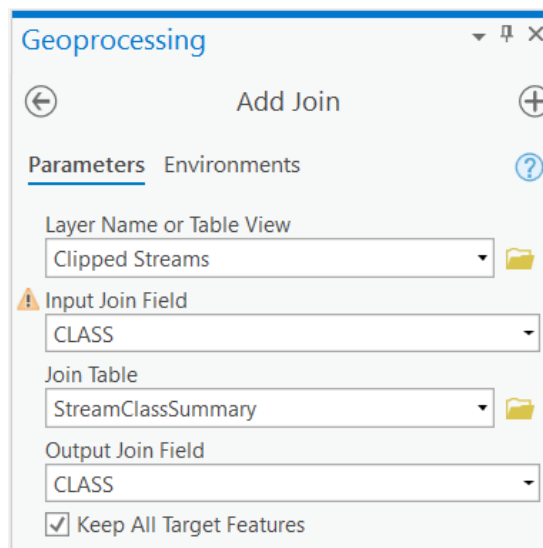 Geoprocessing
Add Join
Parameters Environments
Layer Name or Table View
Clipped Streams
Input Join Field
CLASS
Join Table
StreamClassSummary
Output Join Field
CLASS
Keep All Target Features